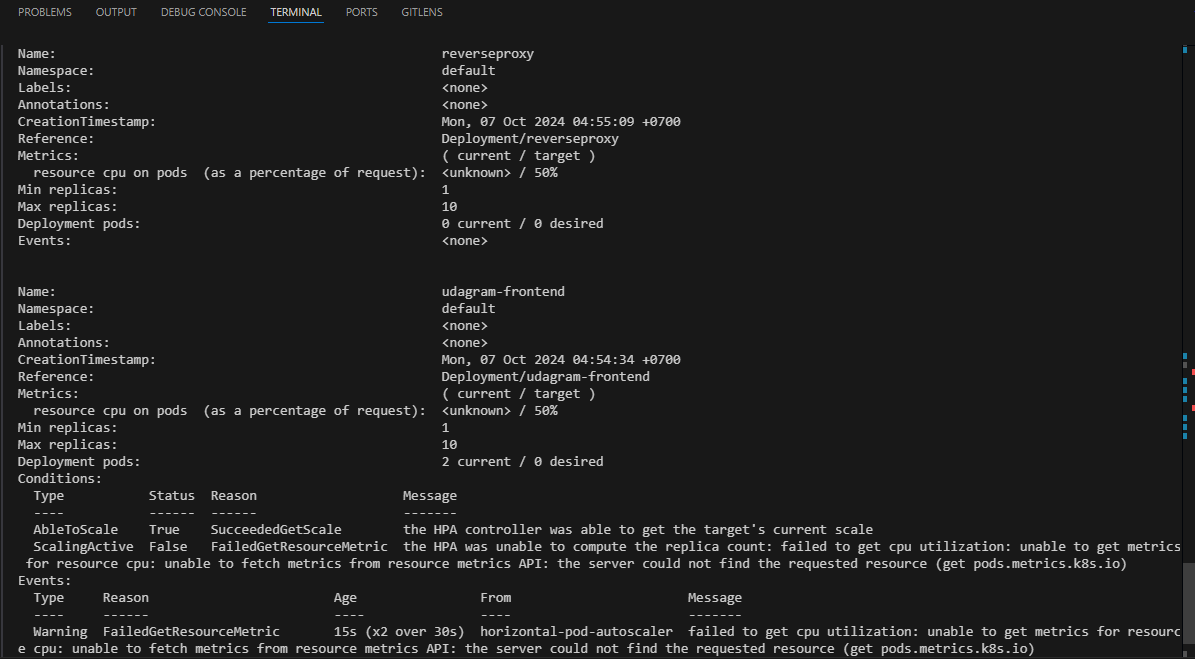 PROBLEMS OUTPUT DEBUG CONSOLE TERMINAL PORTS GITLENS
Name: reverseproxy
Namespace: default
Labels: <none>
Annotations: <none>
CreationTimestamp: Mon, 07 Oct 2024 04:55:09 +0700
Reference: Deployment/reverseproxy
Metrics: ( current / target )
resource cpu on pods (as a percentage of request): <unknown> / 50%
Min replicas: 1
Max replicas: 10
Deployment pods: 0 current / 0 desired
Events: <none>
Name: udagram-frontend
Namespace: default
Labels: <none>
Annotations: <none>
CreationTimestamp: Mon, 07 Oct 2024 04:54:34 +0700
Reference: Deployment/udagram-frontend
Metrics: ( current / target )
resource cpu on pods (as a percentage of request): <unknown> / 50%
Min replicas: 1
Max replicas: 10
Deployment pods: 2 current / 0 desired
Conditions:
Type Status Reason Message
---- ------ ------ -------
AbleToScale True SucceededGetScale the HPA controller was able to get the target's current scale
ScalingActive False FailedGetResourceMetric the HPA was unable to compute the replica count: failed to get cpu utilization: unable to get metrics
for resource cpu: unable to fetch metrics from resource metrics API: the server could not find the requested resource (get pods.metrics.k8s.io)
Events:
Type Reason Age From Message
---- ------ ---- ---- -------
Warning FailedGetResourceMetric 15s (x2 over 30s) horizontal-pod-autoscaler failed to get cpu utilization: unable to get metrics for resourc
e cpu: unable to fetch metrics from resource metrics API: the server could not find the requested resource (get pods.metrics.k8s.io)